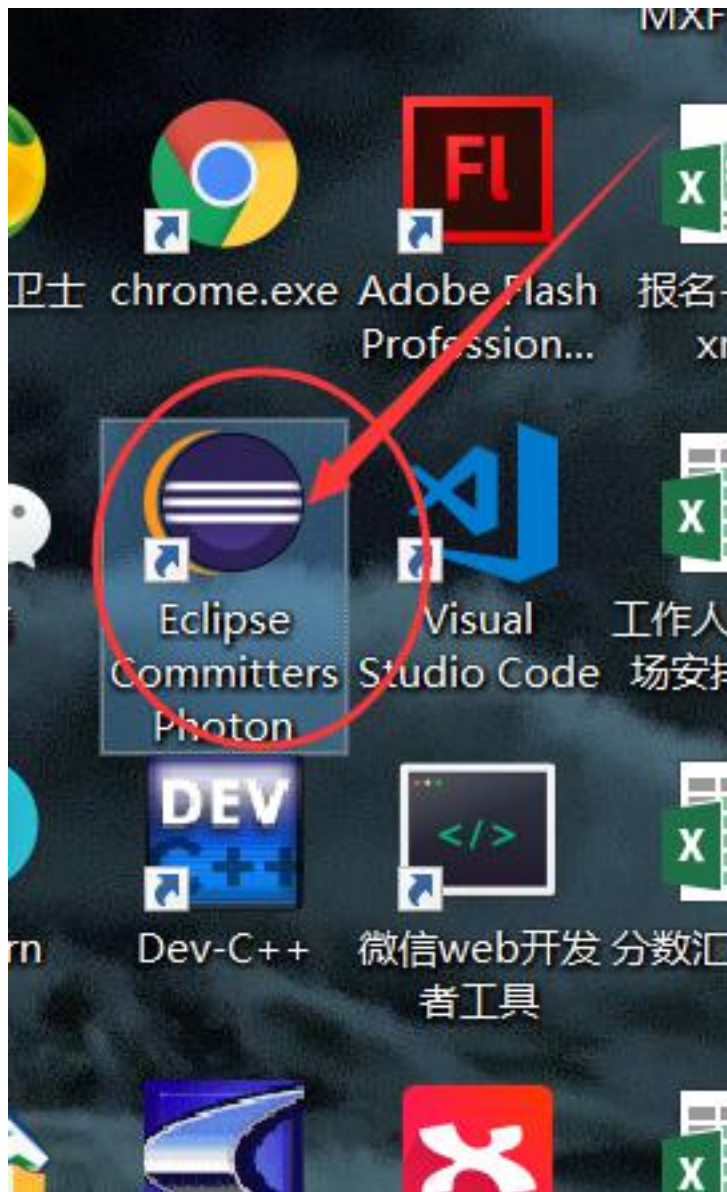 MXF
Fl
X
卫士
chrome.exe
Adobe Flash
Profession...
报名
Eclipse
Committers
Photon
Visual
Studio Code
工作人
场安排
X
DEV
C++
</>
X
rn
Dev-C++
微信web开发
者工具
分数汇
X